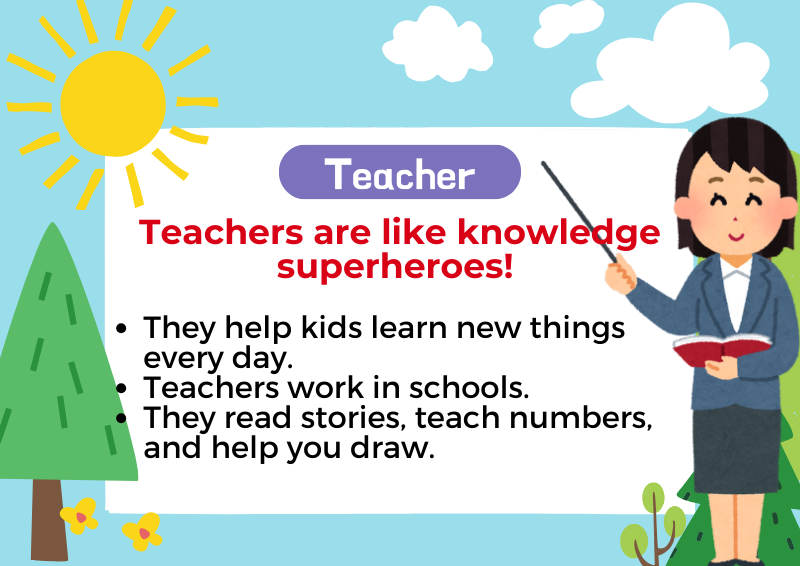 Teacher
Teachers are like knowledge
superheroes!
• They help kids learn new things
every day.
• Teachers work in schools.
• They read stories, teach numbers,
and help you draw.